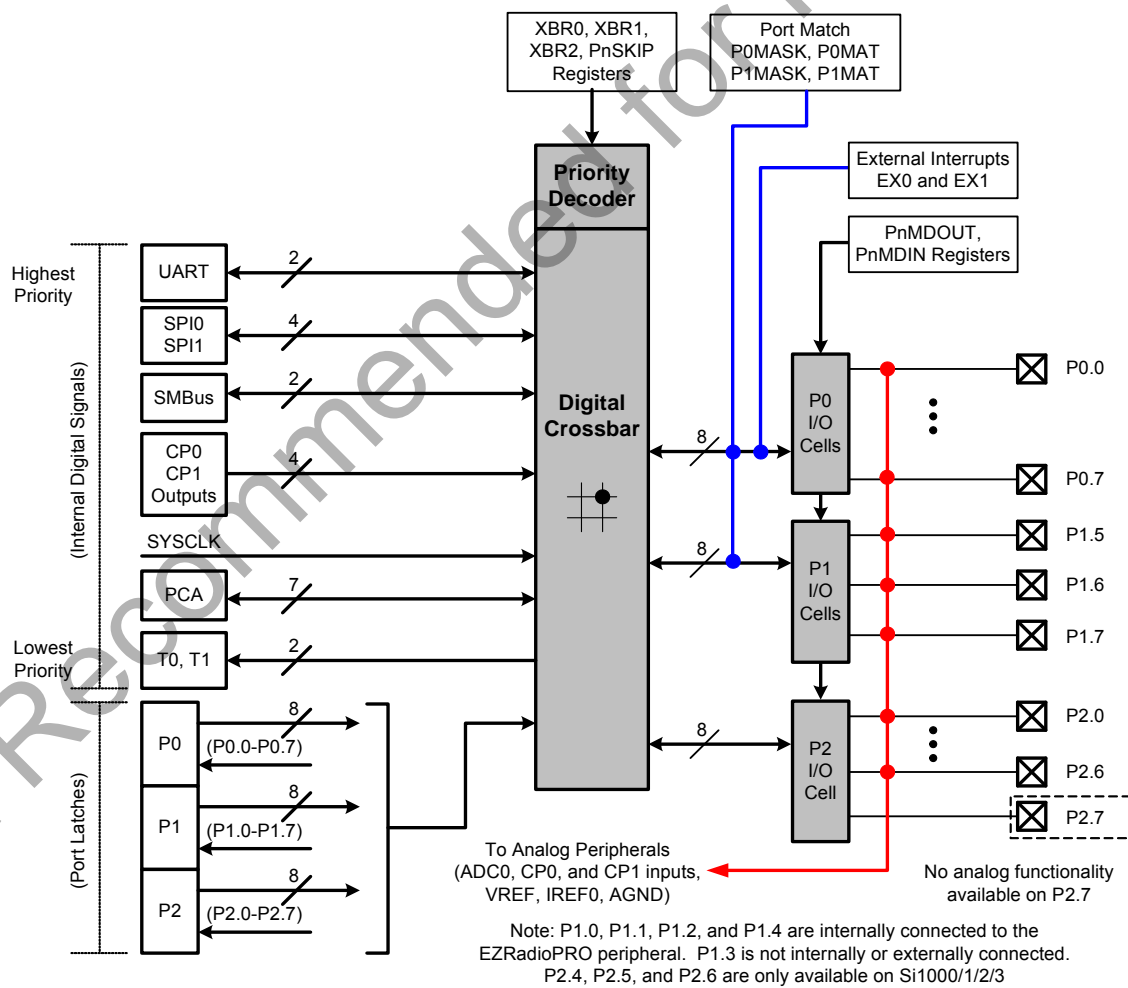 XBR0, XBR1,
XBR2, PnSKIP
Registers
Port Match
P0MASK, P0MAT
P1MASK, P1MAT
External Interrupts
EX0 and EX1
PnMDOUT,
PnMDIN Registers
Priority
Decoder
Digital
Crossbar
Highest
Priority
(Internal Digital Signals)
Lowest
Priority
(Port Latches)
UART
2
SPI0
SPI1
4
SMBus
2
CP0
CP1
Outputs
4
SYSCLK
PCA
7
T0, T1
2
P0
8
(P0.0-P0.7)
P1
8
(P1.0-P1.7)
P2
8
(P2.0-P2.7)
8
8
8
P0
I/O
Cells
P1
I/O
Cells
P2
I/O
Cell
P0.0
P0.7
P1.5
P1.6
P1.7
P2.0
P2.6
P2.7
To Analog Peripherals
(ADC0, CP0, and CP1 inputs,
VREF, IREF0, AGND)
No analog functionality
available on P2.7
Note: P1.0, P1.1, P1.2, and P1.4 are internally connected to the
EZRadioPRO peripheral. P1.3 is not internally or externally connected.
P2.4, P2.5, and P2.6 are only available on Si1000/1/2/3
Recommended for